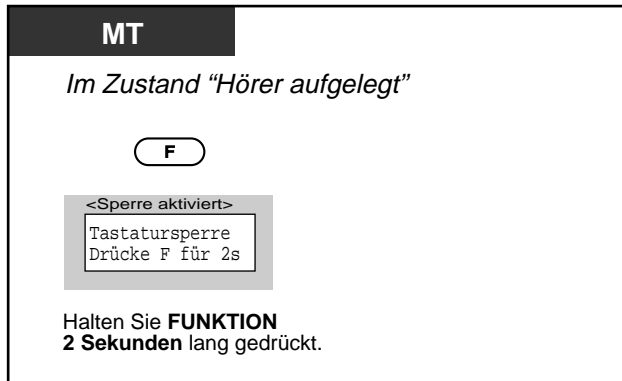 MT
Im Zustand “Hörer aufgelegt”
F
<Sperre aktiviert>
Tastatursperre
Drücke F für 2s
Halten Sie FUNKTION
2 Sekunden lang gedrückt.